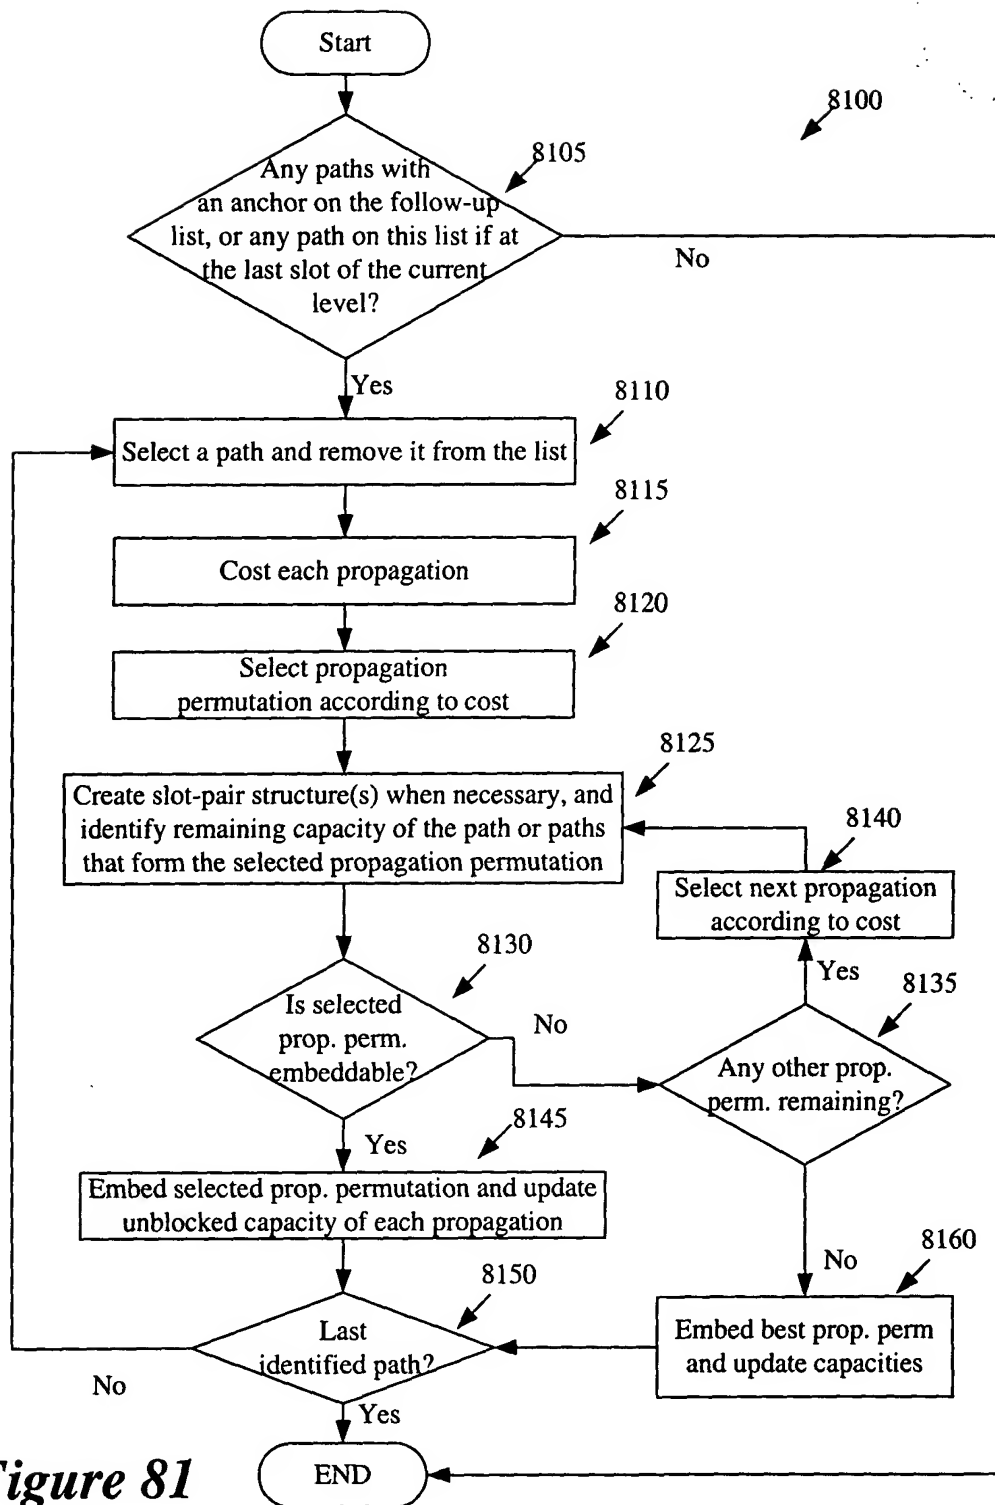 Start
8100
8105
Any paths with
an anchor on the follow-up
list, or any path on this list if at
the last slot of the current
level?
No
Yes
8110
Select a path and remove it from the list
8115
Cost each propagation
8120
Select propagation
permutation according to cost
8125
Create slot-pair structure(s) when necessary, and
identify remaining capacity of the path or paths
that form the selected propagation permutation
8140
Select next propagation
according to cost
Yes
8130
Is selected
prop. perm.
embeddable?
No
8135
Any other prop.
perm. remaining?
Yes
8145
Embed selected prop. permutation and update
unblocked capacity of each propagation
No
8160
Embed best prop. perm
and update capacities
8150
Last
identified path?
No
Yes
END
Figure 81